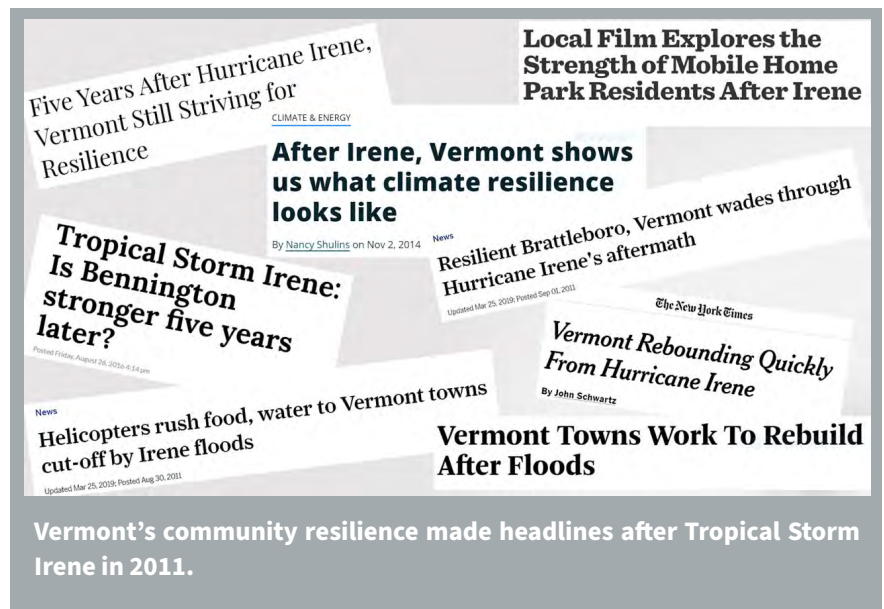 Five Years After Hurricane Irene,
Vermont Still Striving for
Resilience
Local Film Explores the
Strength of Mobile Home
Park Residents After Irene
CLIMATE & ENERGY
After Irene, Vermont shows
us what climate resilience
looks like
By Nancy Shulins on Nov 2, 2014
News
Resilient Brattleboro, Vermont wades through
Hurricane Irene's aftermath
Updated Mar 25, 2019; Posted Sep 01, 2011
Tropical Storm Irene:
Is Bennington
stronger five years
later?
Posted Friday, August 26, 2016 4:14 pm
The New York Times
Vermont Rebounding Quickly
From Hurricane Irene
By John Schwartz
News
Helicopters rush food, water to Vermont towns
cut-off by Irene floods
Updated Mar 25, 2019; Posted Aug 30, 2011
Vermont Towns Work To Rebuild
After Floods
Vermont’s community resilience made headlines after Tropical Storm
Irene in 2011.